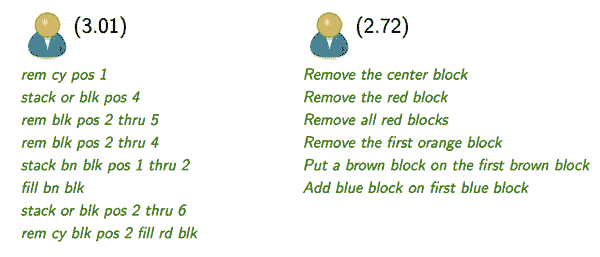 (3.01)
rem cy pos 1
stack or blk pos 4
rem blk pos 2 thru 5
rem blk pos 2 thru 4
stack bn blk pos 1 thru 2
fill bn blk
stack or blk pos 2 thru 6
rem cy blk pos 2 fill rd blk
(2.72)
Remove the center block
Remove the red block
Remove all red blocks
Remove the first orange block
Put a brown block on the first brown block
Add blue block on first blue block